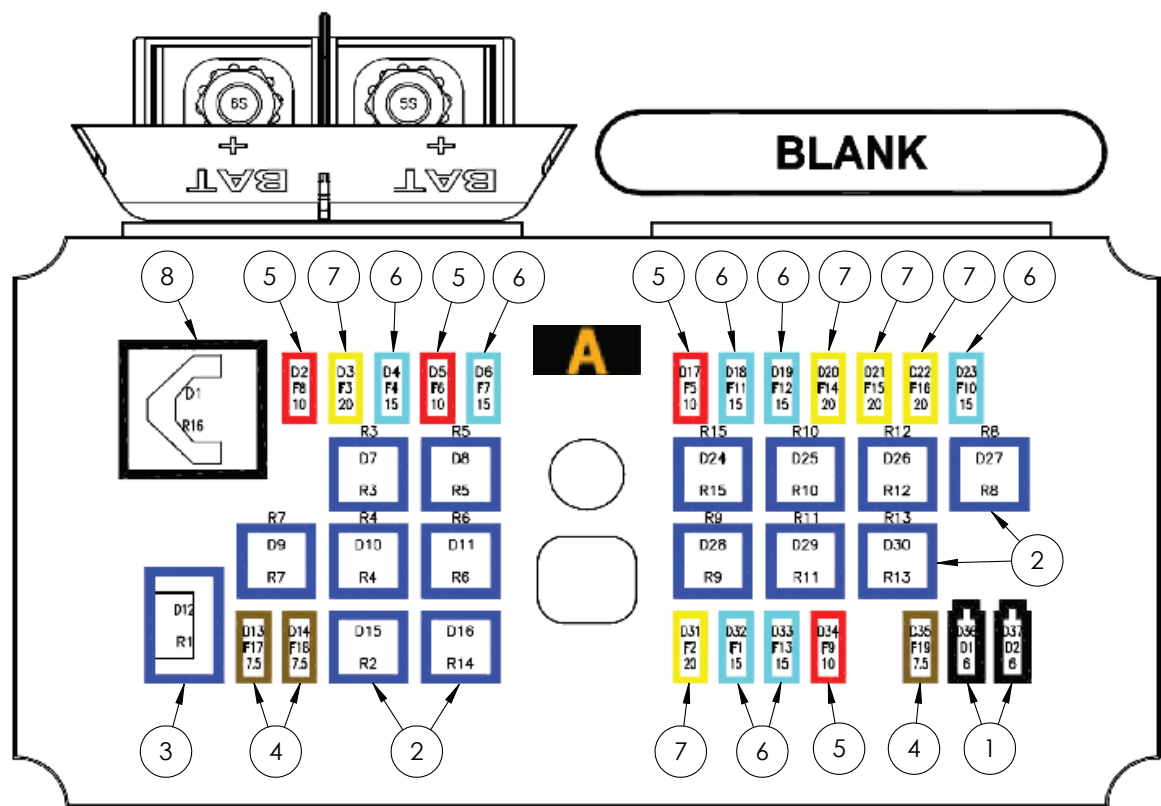 6S 5S
+ +
BAT BAT
BLANK
8 5 7 6 5 6 5 6 6 7 7 7 6
A
D2 D3 D4 D5 D6 D17 D18 D19 D20 D21 D22 D23
F8 F3 F4 F6 F7 F5 F11 F12 F14 F15 F16 F10
10 20 15 10 15 10 15 15 20 20 20 15
D1
R16
R3 R5 R15 R10 R12 R8
D7 D8 D24 D25 D26 D27
R3 R5 R15 R10 R12 R8
R7 R4 R6 R9 R11 R13
D9 D10 D11 D28 D29 D30
R7 R4 R6 R9 R11 R13
2
D12
R1
D13 D14 D15 D16 D31 D32 D33 D34 D35 D36 D37
F17 F18 R2 R14 F2 F1 F13 F9 F19 D1 D2
7.5 7.5 20 15 15 10 7.5 6 6
3 4 2 7 6 5 4 1